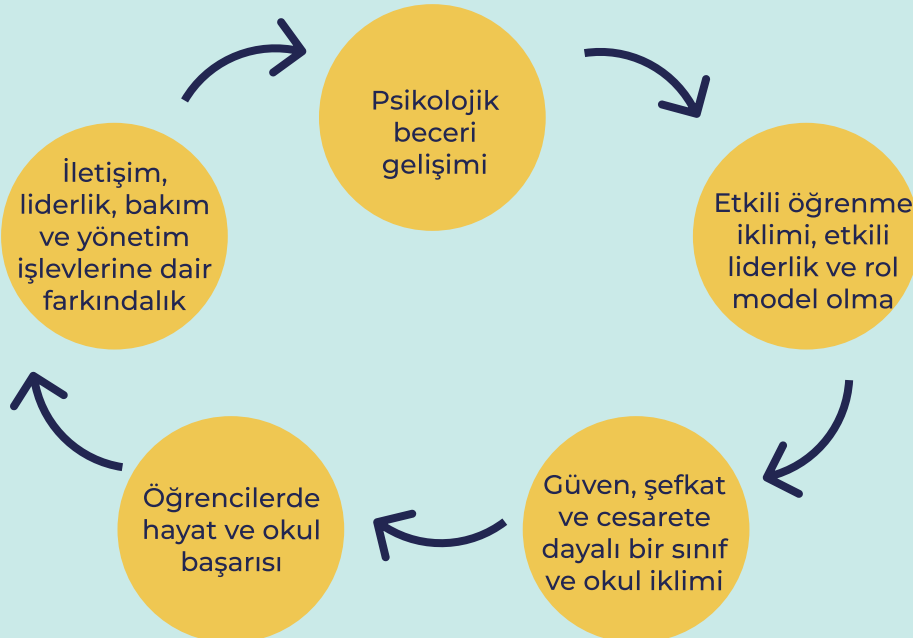 Psikolojik
beceri
gelişimi
Etkili öğrenme
iklimi, etkili
liderlik ve rol
model olma
Güven, şefkat
ve cesarete
dayalı bir sınıf
ve okul iklimi
Öğrencilerde
hayat ve okul
başarısı
İletişim,
liderlik, bakım
ve yönetim
işlevlerine dair
farkındalık